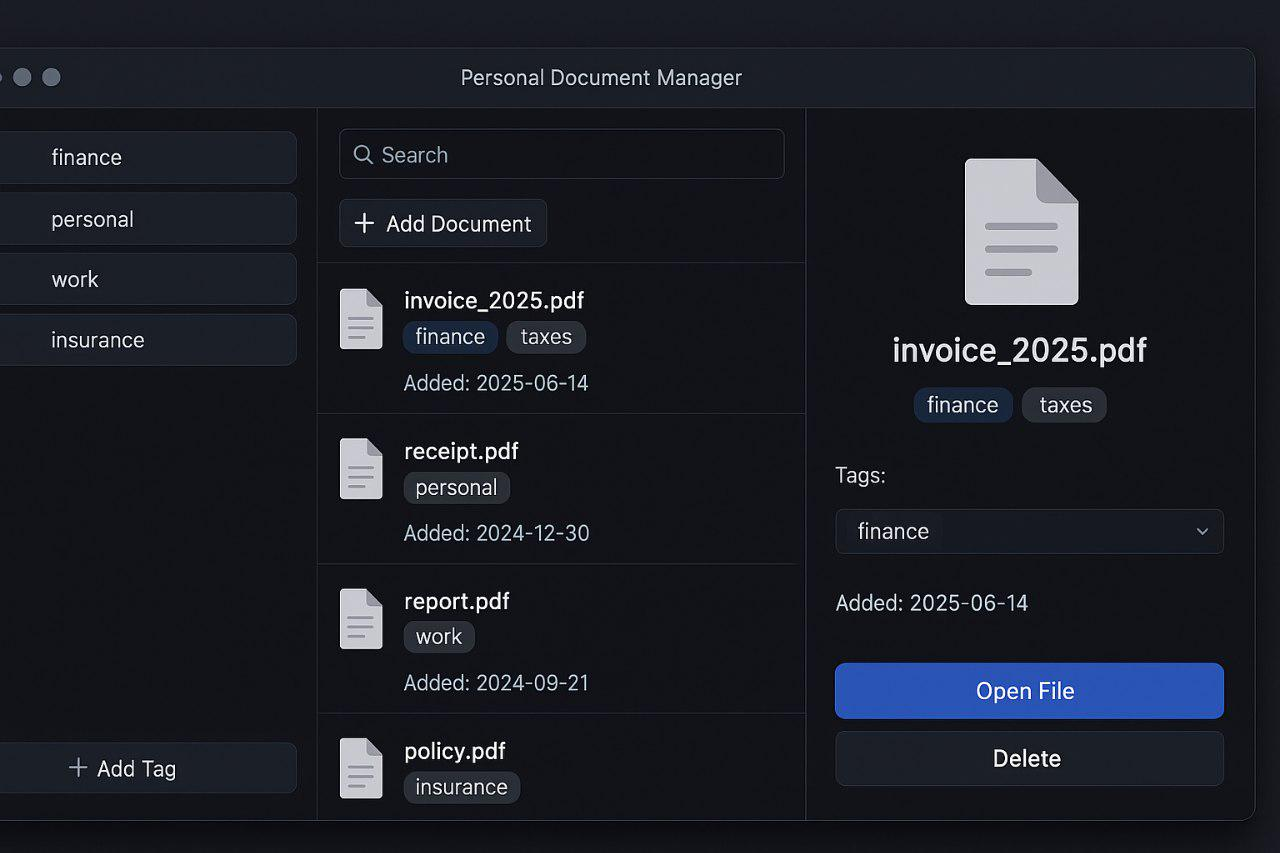 Personal Document Manager
finance
personal
work
insurance
+ Add Tag
Search
+ Add Document
invoice_2025.pdf
finance taxes
Added: 2025-06-14
receipt.pdf
personal
Added: 2024-12-30
report.pdf
work
Added: 2024-09-21
policy.pdf
insurance
invoice_2025.pdf
finance taxes
Tags:
finance
Added: 2025-06-14
Open File
Delete